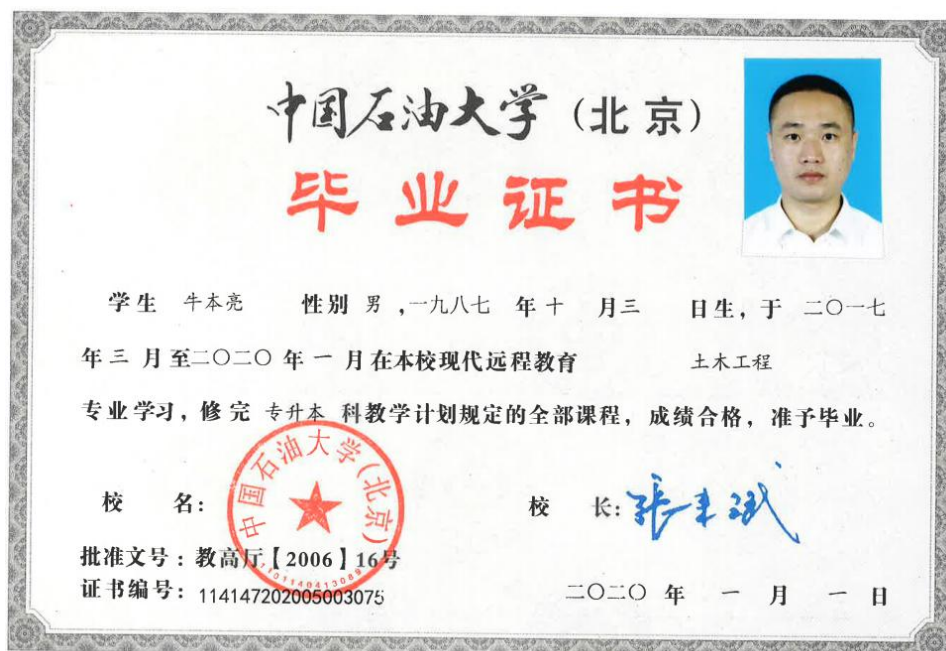 中国石油大学（北京）
毕业证书
学生 牛本亮 性别 男，一九八七 年 十 月 三 日生，于 二〇一七
年 三 月至二〇二〇 年 一 月在本校现代远程教育 土木工程
专业学习，修完 专升本 科教学计划规定的全部课程，成绩合格，准予毕业。
校 名：
中国石油大学(北京)
1101140413089
校 长：张来斌
批准文号：教高厅【2006】16号
证书编号：114147202005003075
二〇二〇 年 一 月 一 日